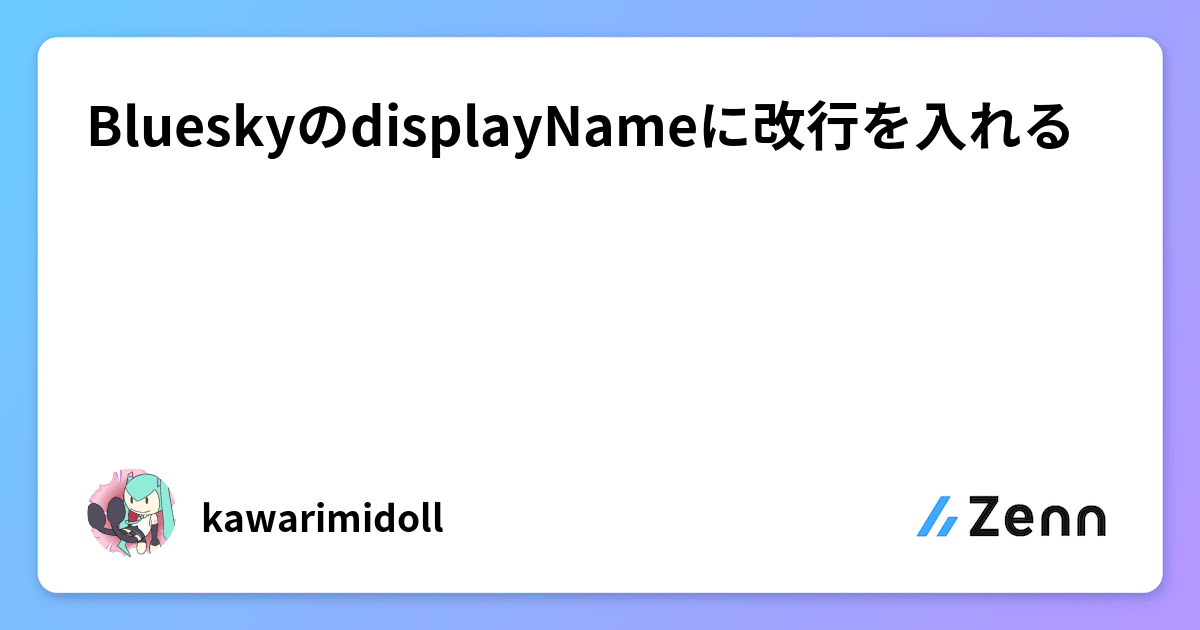 BlueskyのdisplayNameに改行を入れる
kawarimidoll
Zenn